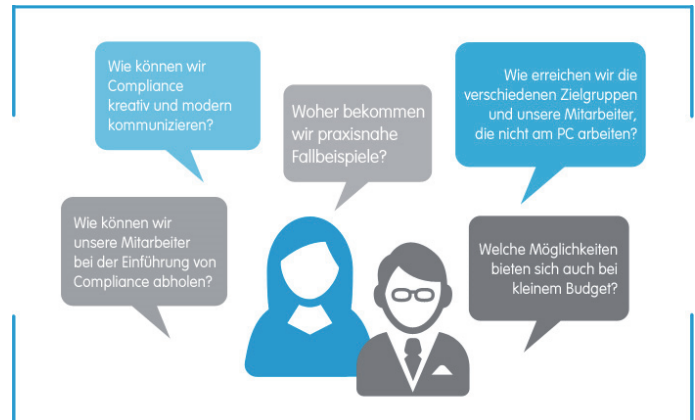 Wie können wir
Compliance
kreativ und modern
kommunizieren?
Woher bekommen
wir praxisnahe
Fallbeispiele?
Wie erreichen wir die
verschiedenen Zielgruppen
und unsere Mitarbeiter,
die nicht am PC arbeiten?
Wie können wir
unsere Mitarbeiter
bei der Einführung von
Compliance abholen?
Welche Möglichkeiten
bieten sich auch bei
kleinem Budget?